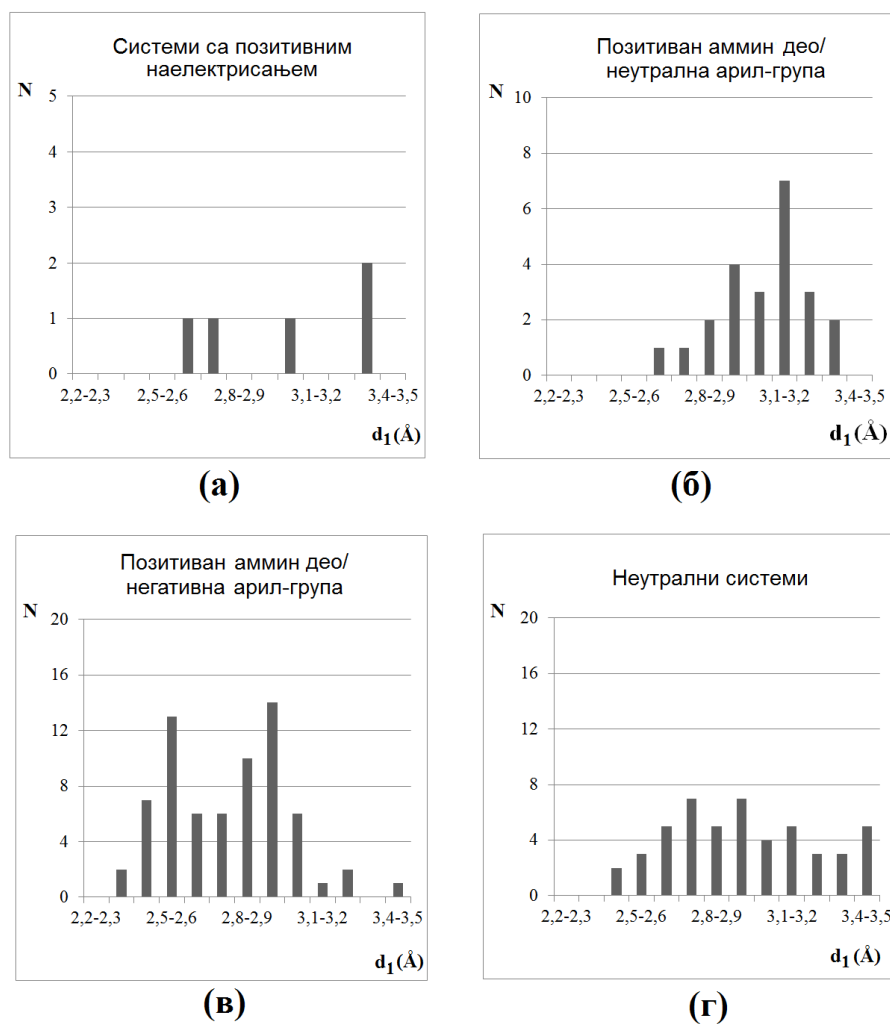 Системи са позитивним
наелектрисањем
N
5
4
3
2
1
0
2,2-2,3 2,5-2,6 2,8-2,9 3,1-3,2 3,4-3,5
d1(Å)
(а)
Позитиван аммин део/
неутрална арил-група
N
10
8
6
4
2
0
2,2-2,3 2,5-2,6 2,8-2,9 3,1-3,2 3,4-3,5
d1(Å)
(б)
Позитиван аммин део/
негативна арил-група
N
20
16
12
8
4
0
2,2-2,3 2,5-2,6 2,8-2,9 3,1-3,2 3,4-3,5
d1(Å)
(в)
Неутрални системи
N
20
16
12
8
4
0
2,2-2,3 2,5-2,6 2,8-2,9 3,1-3,2 3,4-3,5
d1(Å)
(г)